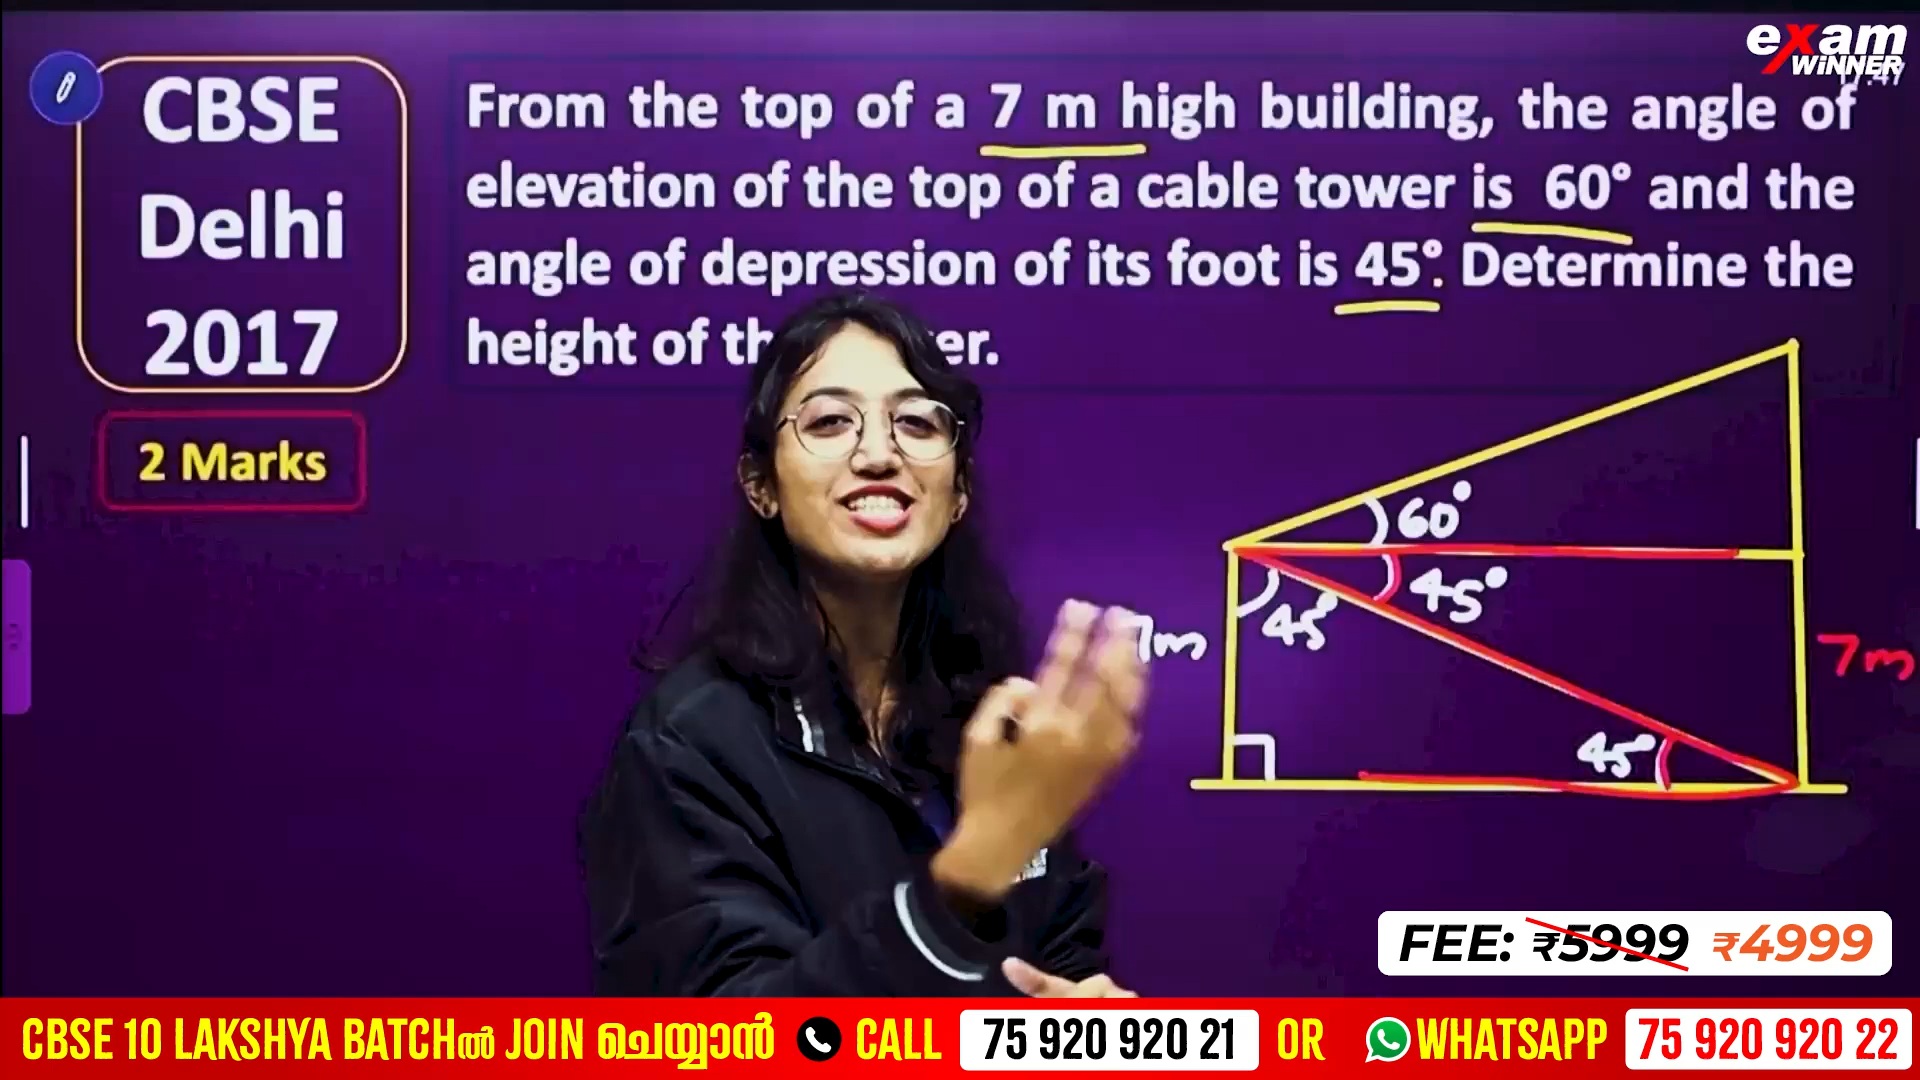 exam
WiNNER
CBSE
Delhi
2017
2 Marks
From the top of a 7 m high building, the angle of
elevation of the top of a cable tower is 60° and the
angle of depression of its foot is 45°. Determine the
height of th er.
60°
45°
45°
7m
7m
45°
FEE: ₹5999 ₹4999
CBSE 10 LAKSHYA BATCHൽ JOIN ചെയ്യാൻ CALL 75 920 920 21 OR WHATSAPP 75 920 920 22